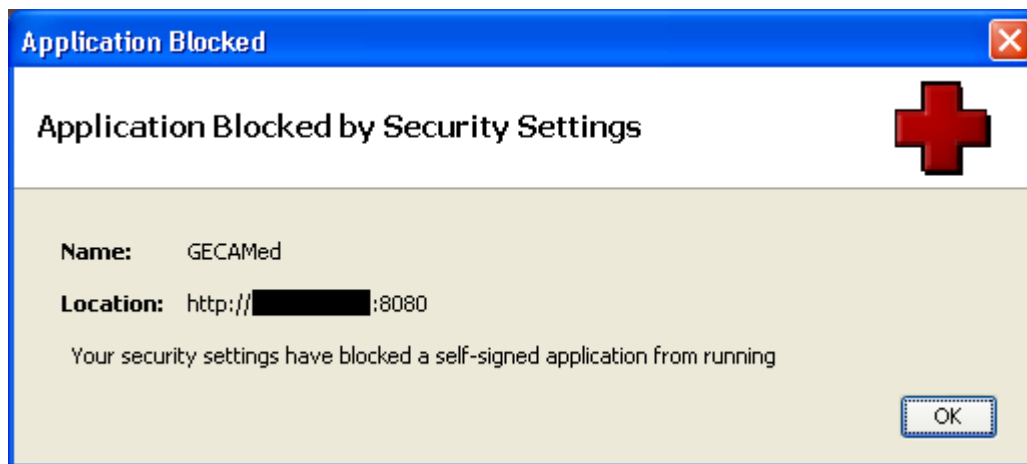 Application Blocked
Application Blocked by Security Settings
Name: GECAMed
Location: http:// :8080
Your security settings have blocked a self-signed application from running
OK